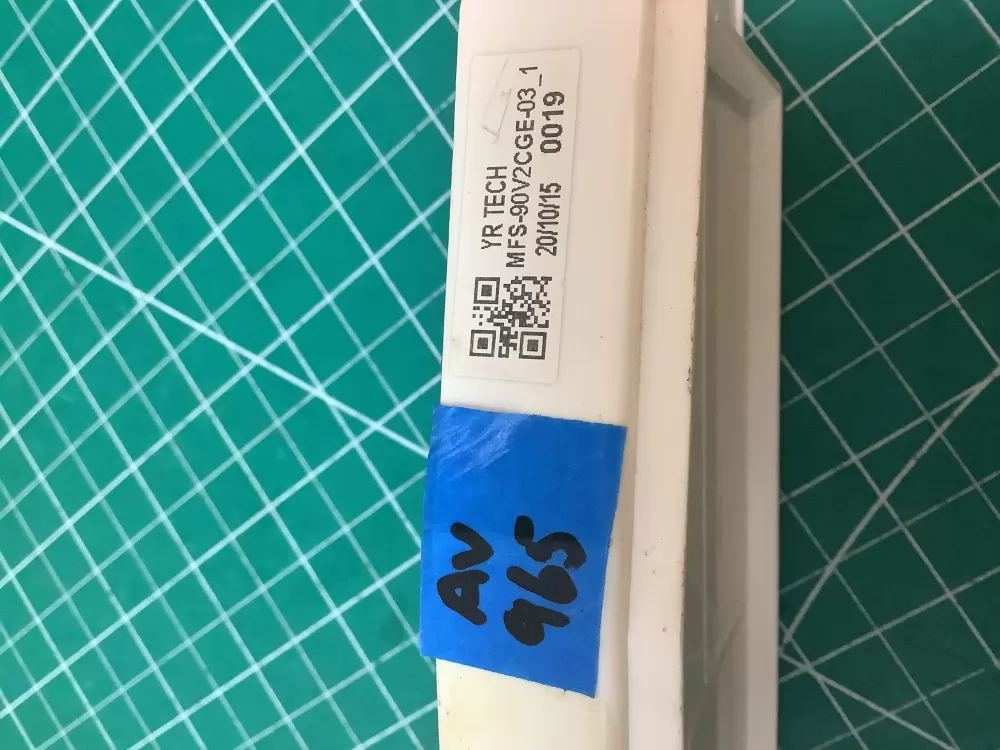 YR TECH
MFS-90V2CGE-03_1
20/10/15 0019
AV
965